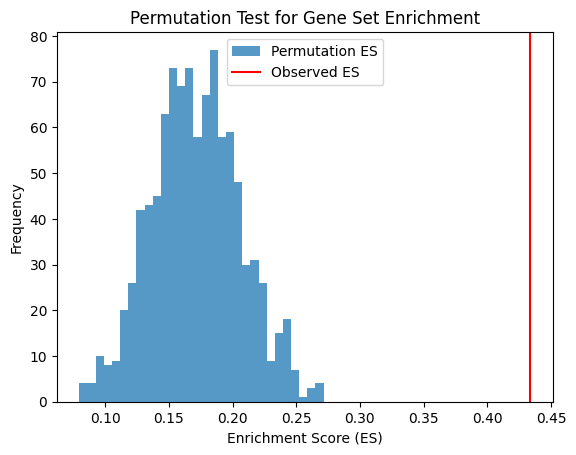 Permutation Test for Gene Set Enrichment
Permutation ES
Observed ES
Frequency
80
70
60
50
40
30
20
10
0
0.10 0.15 0.20 0.25 0.30 0.35 0.40 0.45
Enrichment Score (ES)